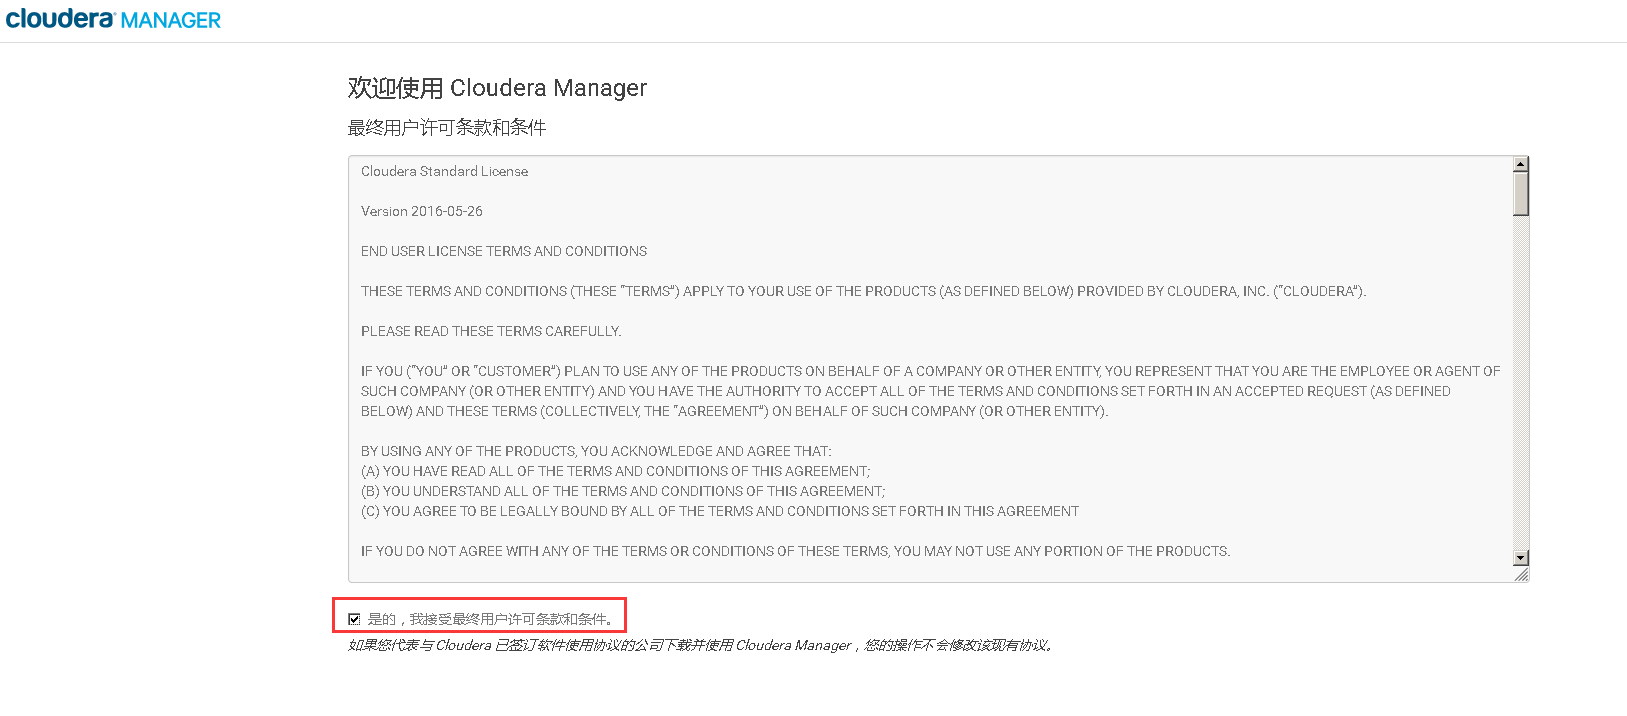 cloudera MANAGER
欢迎使用 Cloudera Manager
最终用户许可条款和条件
Cloudera Standard License
Version 2016-05-26
END USER LICENSE TERMS AND CONDITIONS
THESE TERMS AND CONDITIONS (THESE "TERMS") APPLY TO YOUR USE OF THE PRODUCTS (AS DEFINED BELOW) PROVIDED BY CLOUDERA, INC. ("CLOUDERA").
PLEASE READ THESE TERMS CAREFULLY.
IF YOU ("YOU" OR "CUSTOMER") PLAN TO USE ANY OF THE PRODUCTS ON BEHALF OF A COMPANY OR OTHER ENTITY, YOU REPRESENT THAT YOU ARE THE EMPLOYEE OR AGENT OF
SUCH COMPANY (OR OTHER ENTITY) AND YOU HAVE THE AUTHORITY TO ACCEPT ALL OF THE TERMS AND CONDITIONS SET FORTH IN AN ACCEPTED REQUEST (AS DEFINED
BELOW) AND THESE TERMS (COLLECTIVELY, THE "AGREEMENT") ON BEHALF OF SUCH COMPANY (OR OTHER ENTITY).
BY USING ANY OF THE PRODUCTS, YOU ACKNOWLEDGE AND AGREE THAT:
(A) YOU HAVE READ ALL OF THE TERMS AND CONDITIONS OF THIS AGREEMENT;
(B) YOU UNDERSTAND ALL OF THE TERMS AND CONDITIONS OF THIS AGREEMENT;
(C) YOU AGREE TO BE LEGALLY BOUND BY ALL OF THE TERMS AND CONDITIONS SET FORTH IN THIS AGREEMENT
IF YOU DO NOT AGREE WITH ANY OF THE TERMS OR CONDITIONS OF THESE TERMS, YOU MAY NOT USE ANY PORTION OF THE PRODUCTS.
是的，我接受最终用户许可条款和条件。
如果您代表与 Cloudera 已签订软件使用协议的公司下载并使用 Cloudera Manager，您的操作不会修改该现有协议。